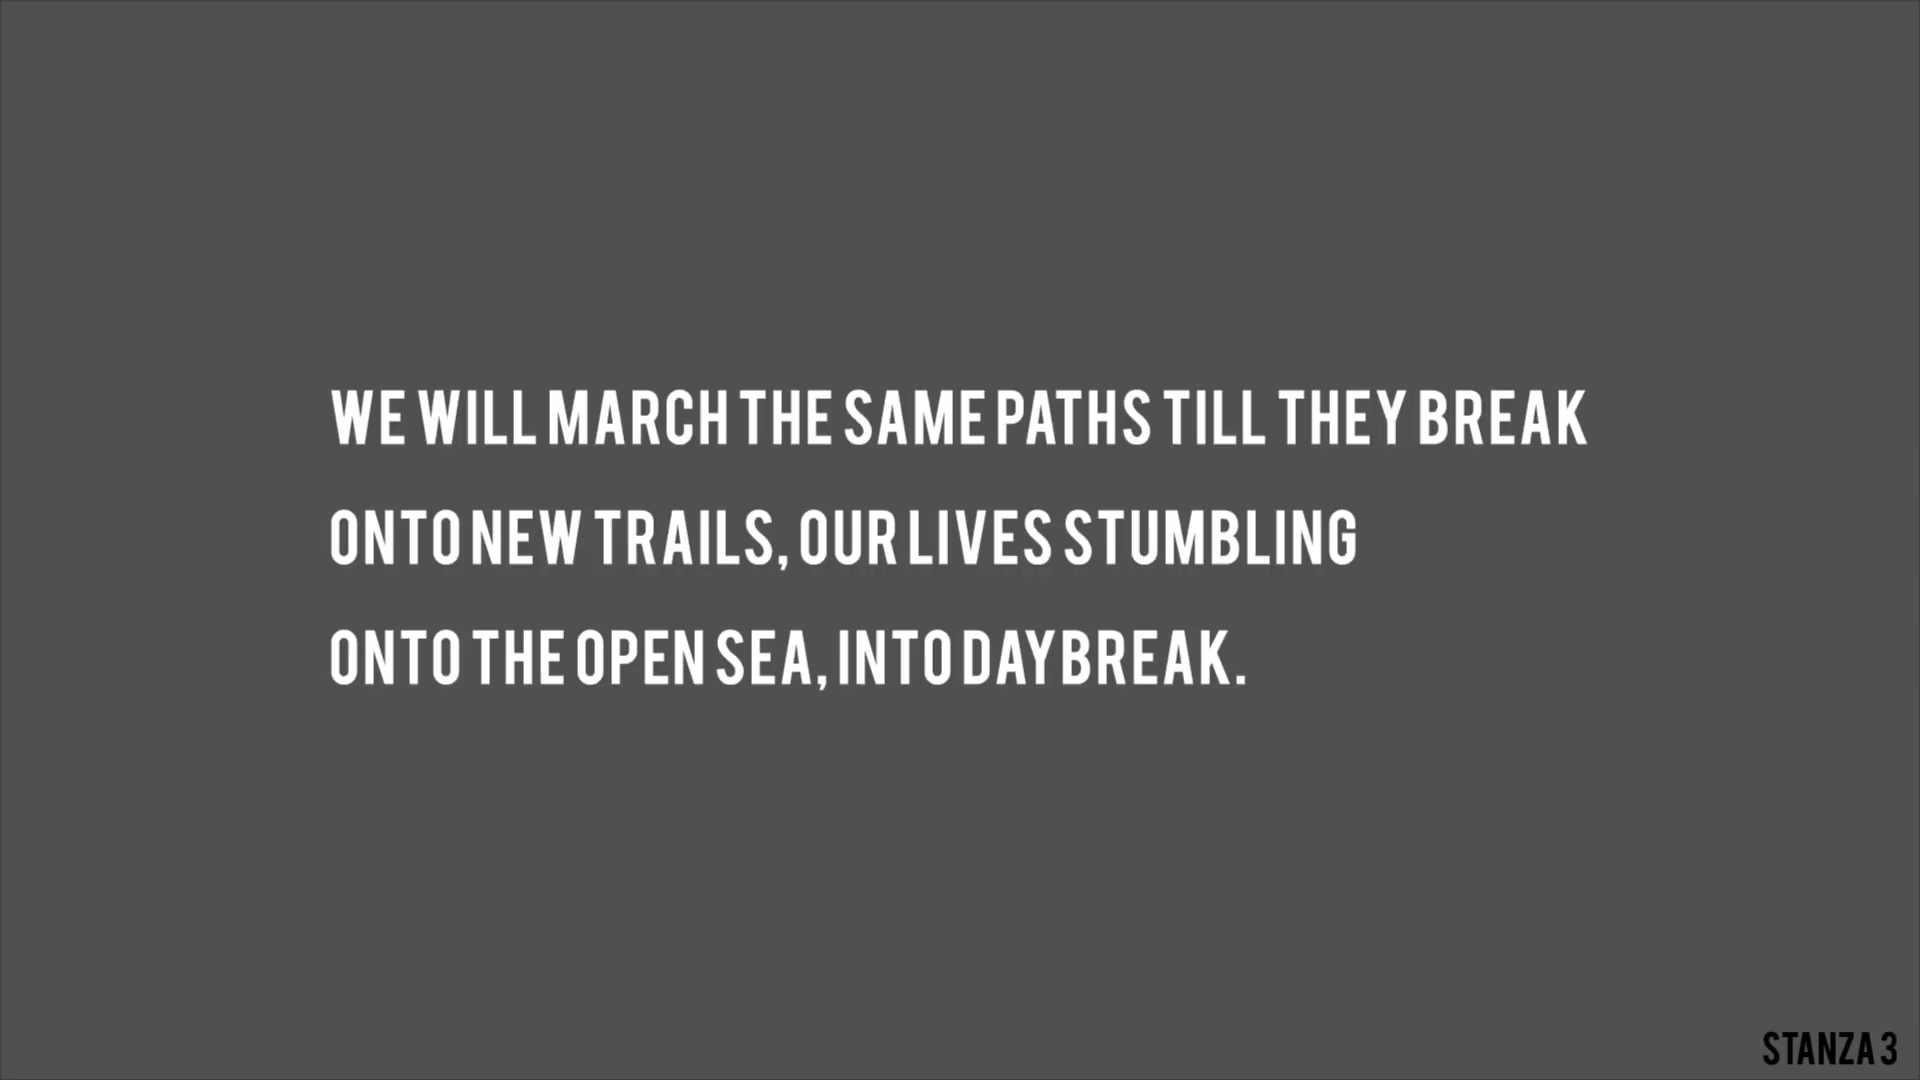 WE WILL MARCH THE SAME PATHS TILL THEY BREAK
ONTO NEW TRAILS, OUR LIVES STUMBLING
ONTO THE OPEN SEA, INTO DAYBREAK.
STANZA 3